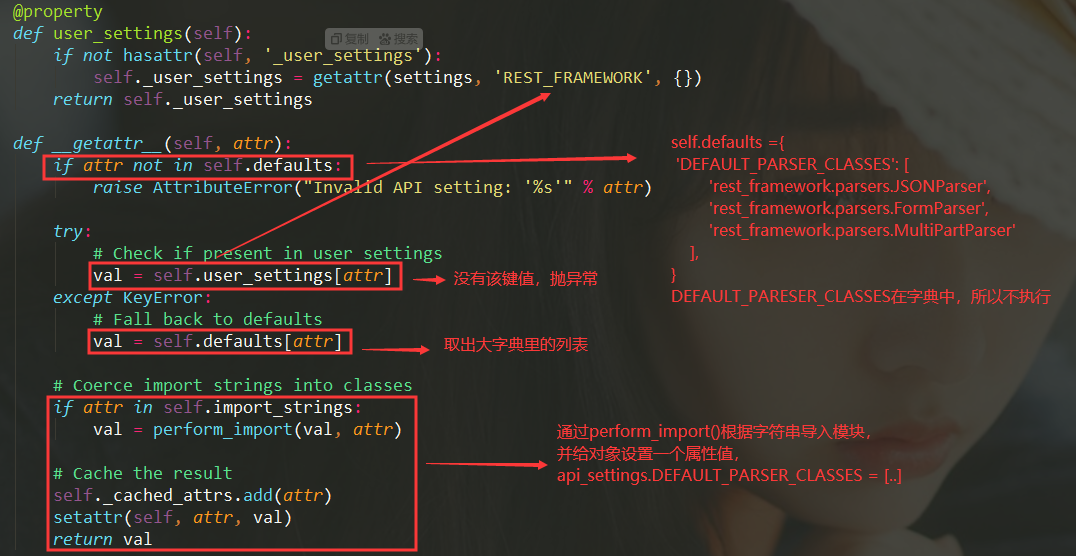 @property
def user_settings(self):
复制 搜索
    if not hasattr(self, '_user_settings'):
        self._user_settings = getattr(settings, 'REST_FRAMEWORK', {})
    return self._user_settings
def __getattr__(self, attr):
    if attr not in self.defaults:
        raise AttributeError("Invalid API setting: '%s'" % attr)
    try:
        # Check if present in user settings
        val = self.user_settings[attr]
没有该键值，抛异常
    except KeyError:
        # Fall back to defaults
        val = self.defaults[attr]
取出大字典里的列表
    # Coerce import strings into classes
    if attr in self.import_strings:
        val = perform_import(val, attr)
    # Cache the result
    self._cached_attrs.add(attr)
    setattr(self, attr, val)
    return val
self.defaults ={
'DEFAULT_PARSER_CLASSES': [
'rest_framework.parsers.JSONParser',
'rest_framework.parsers.FormParser',
'rest_framework.parsers.MultiPartParser'
],
}
DEFAULT_PARESER_CLASSES在字典中，所以不执行
通过perform_import()根据字符串导入模块，
并给对象设置一个属性值，
api_settings.DEFAULT_PARSER_CLASSES = [..]